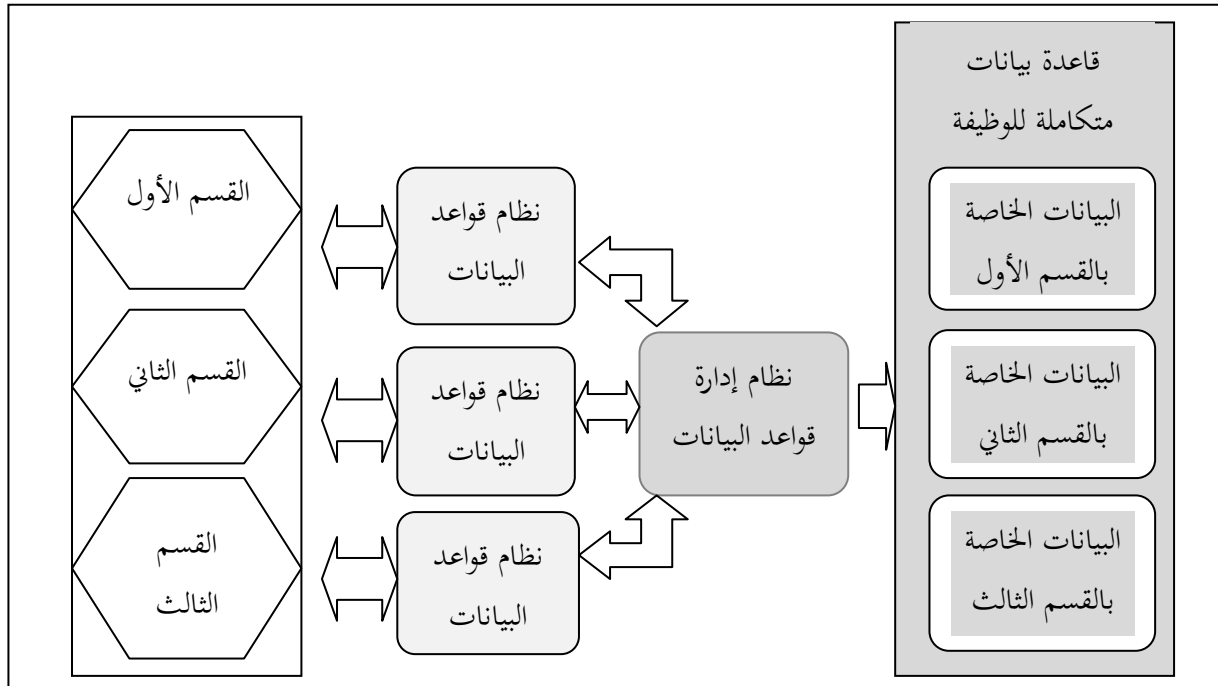 قاعدة بيانات
متكاملة للوظيفة
البيانات الخاصة
بالقسم الأول
البيانات الخاصة
بالقسم الثاني
البيانات الخاصة
بالقسم الثالث
نظام إدارة
قواعد البيانات
نظام قواعد
البيانات
نظام قواعد
البيانات
نظام قواعد
البيانات
القسم الأول
القسم الثاني
القسم
الثالث